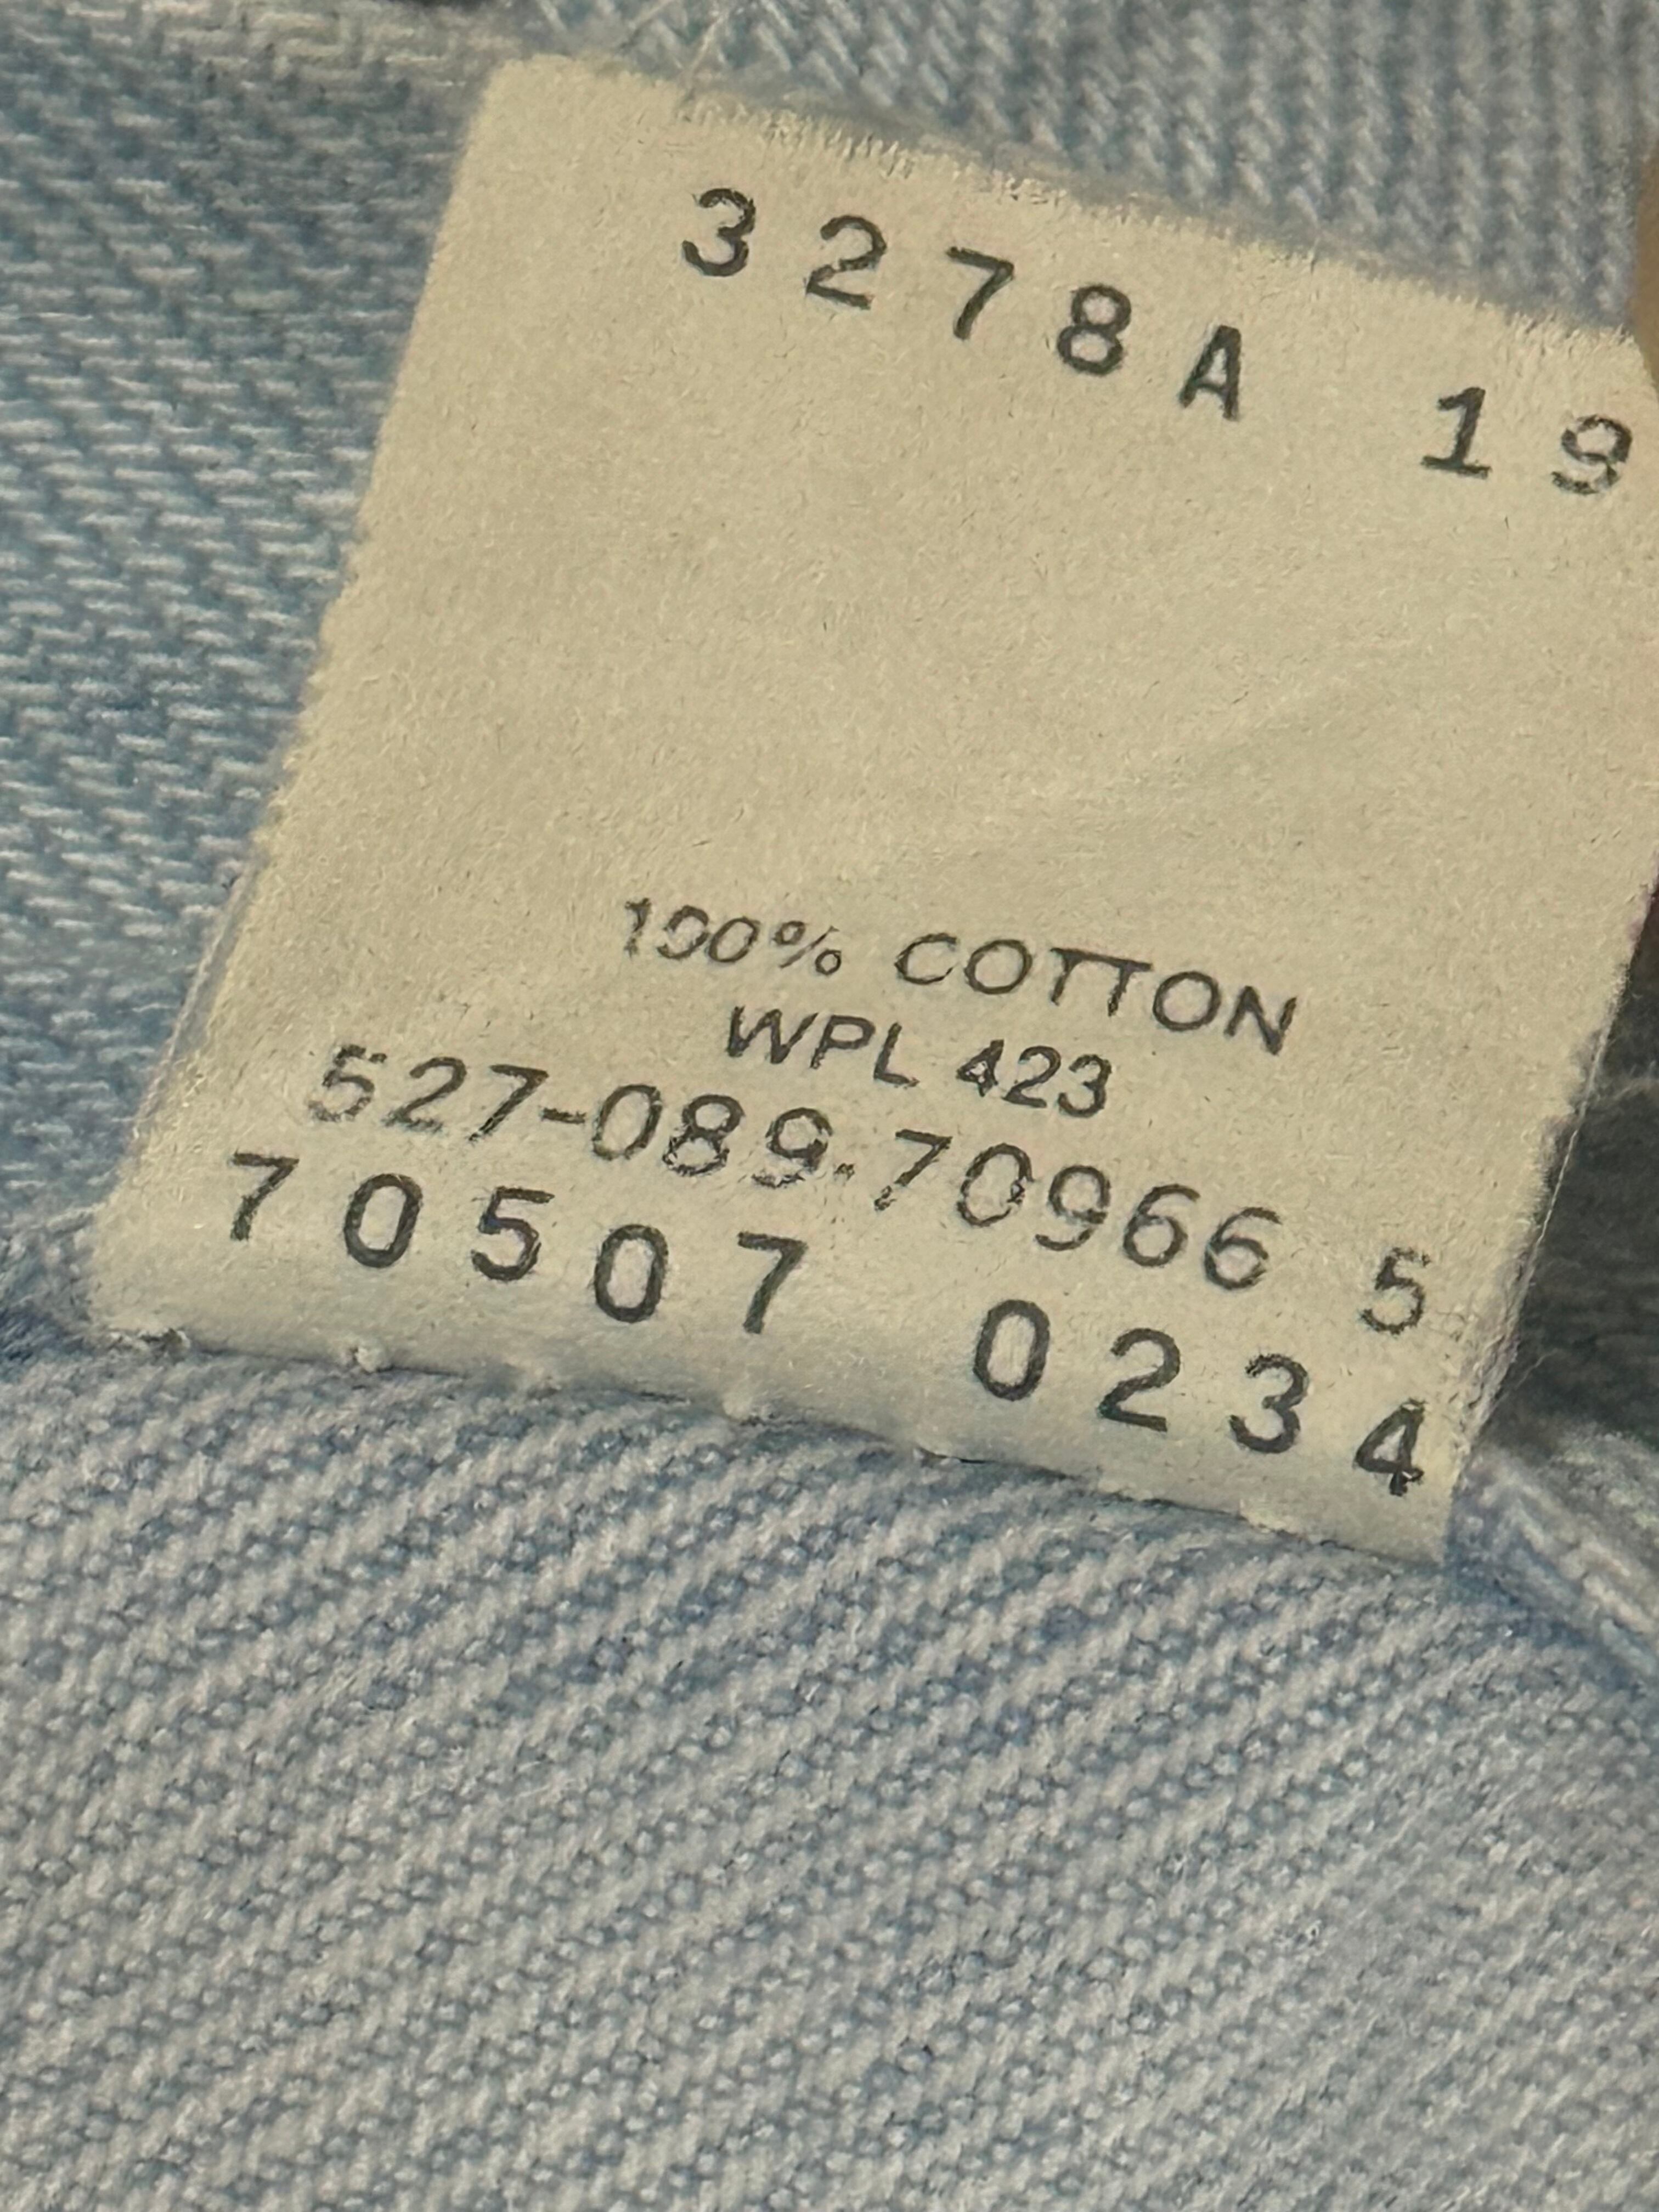 3278A 19
100% COTTON
WPL 423
527-089-70966 5
70507 0234